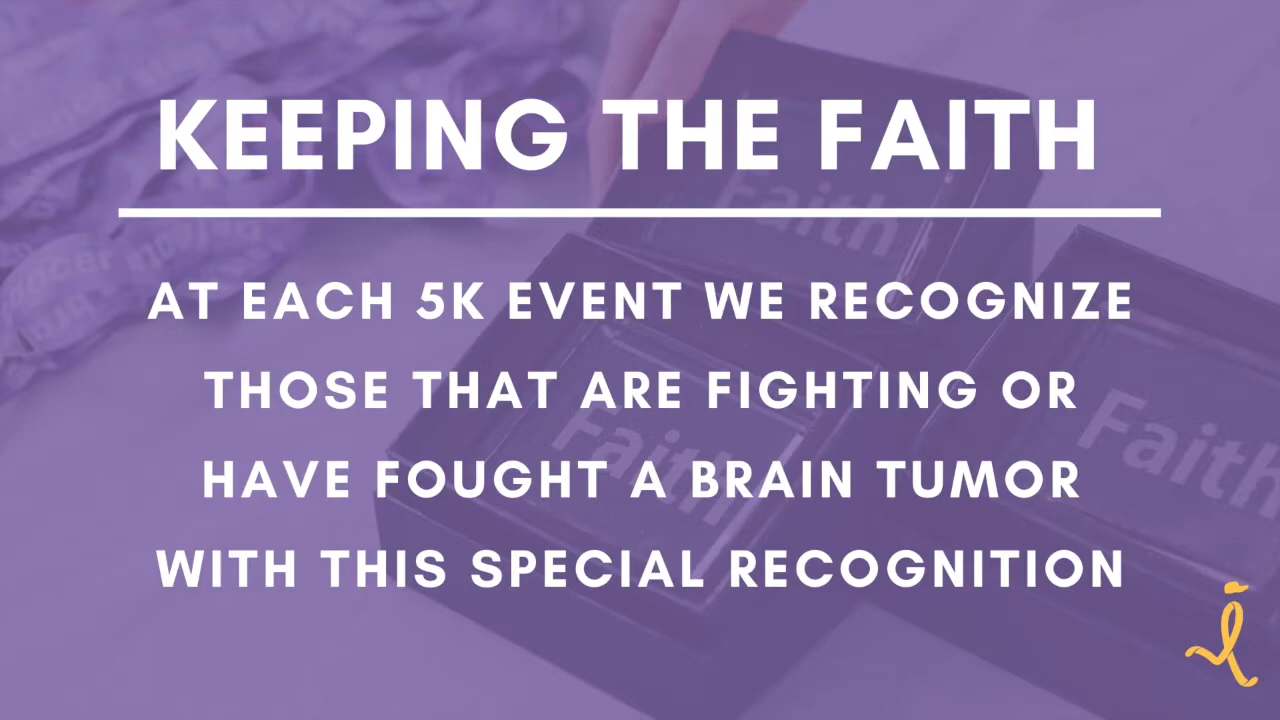 KEEPING THE FAITH
AT EACH 5K EVENT WE RECOGNIZE
THOSE THAT ARE FIGHTING OR
HAVE FOUGHT A BRAIN TUMOR
WITH THIS SPECIAL RECOGNITION
Faith
Faith
Faith
cancer